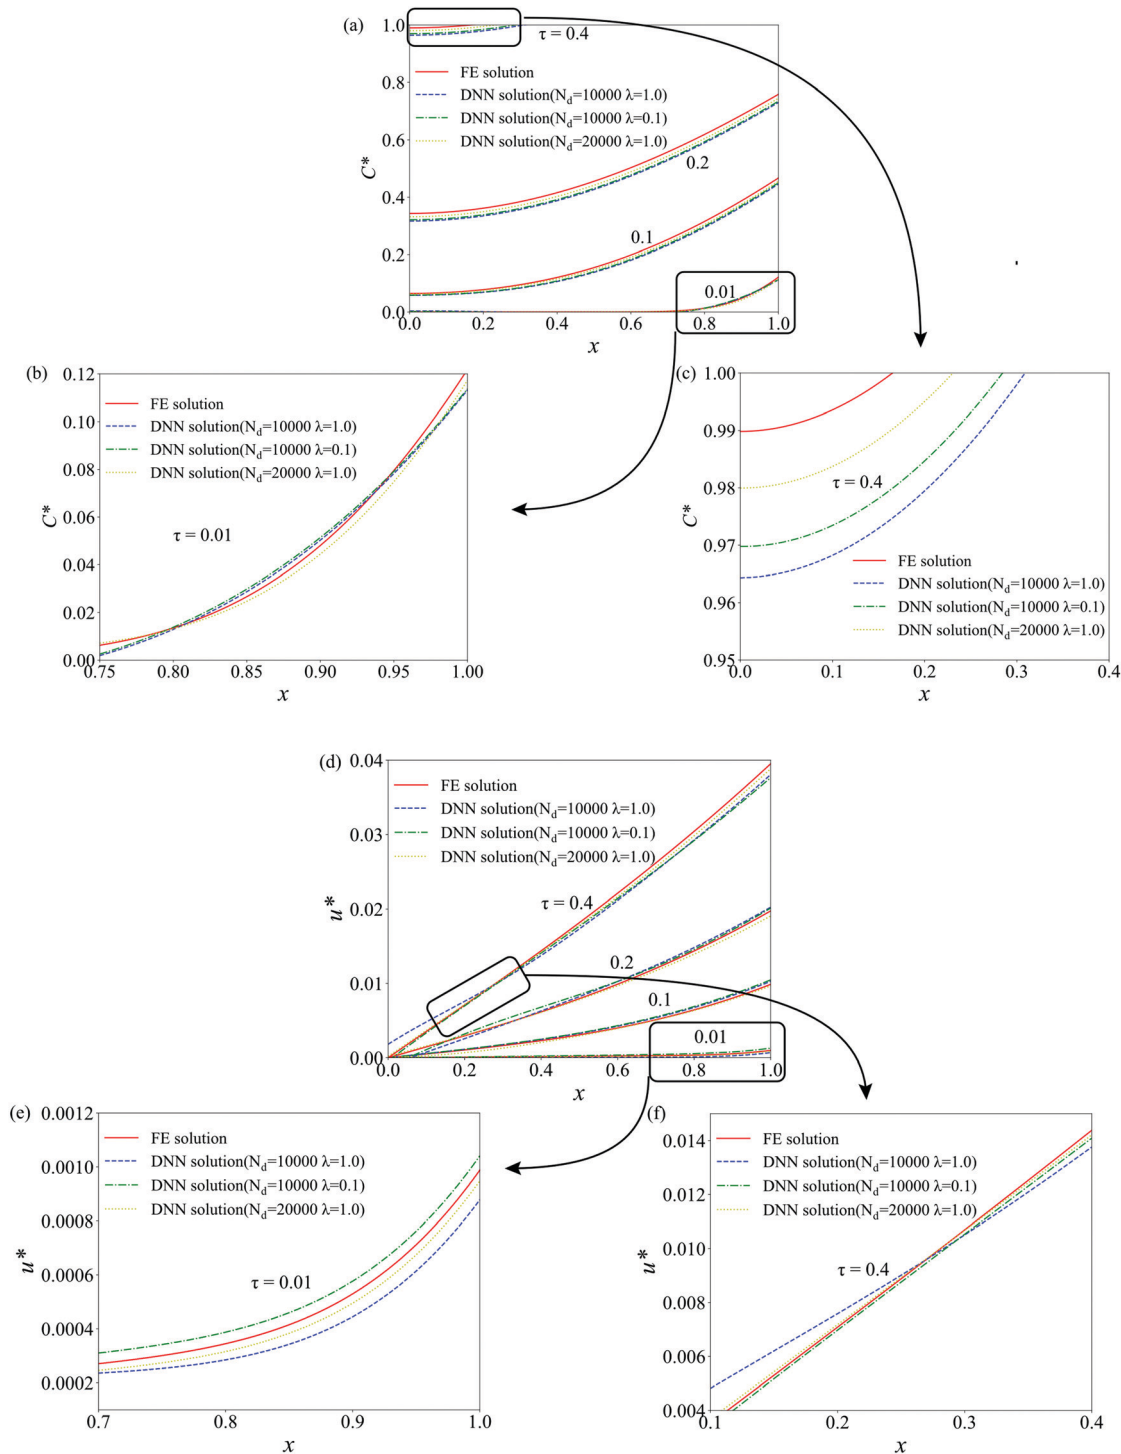 (a)
1.0
τ = 0.4
FE solution
0.8
DNN solution(N_d=10000 λ=1.0)
DNN solution(N_d=10000 λ=0.1)
0.6
DNN solution(N_d=20000 λ=1.0)
C*
0.2
0.4
0.1
0.2
0.01
0.0
0.0 0.2 0.4 0.6 0.8 1.0
x
(b)
0.12
FE solution
0.10
DNN solution(N_d=10000 λ=1.0)
DNN solution(N_d=10000 λ=0.1)
0.08
DNN solution(N_d=20000 λ=1.0)
C*
0.06
τ = 0.01
0.04
0.02
0.00
0.75 0.80 0.85 0.90 0.95 1.00
x
(c)
1.00
0.99
0.98
τ = 0.4
C*
0.97
FE solution
DNN solution(N_d=10000 λ=1.0)
0.96
DNN solution(N_d=10000 λ=0.1)
DNN solution(N_d=20000 λ=1.0)
0.95
0.0 0.1 0.2 0.3 0.4
x
(d)
0.04
FE solution
DNN solution(N_d=10000 λ=1.0)
0.03
DNN solution(N_d=10000 λ=0.1)
DNN solution(N_d=20000 λ=1.0)
u*
τ = 0.4
0.02
0.2
0.01
0.1
0.01
0.00
0.0 0.2 0.4 0.6 0.8 1.0
x
(e)
0.0012
FE solution
0.0010
DNN solution(N_d=10000 λ=1.0)
DNN solution(N_d=10000 λ=0.1)
0.0008
DNN solution(N_d=20000 λ=1.0)
u*
0.0006
τ = 0.01
0.0004
0.0002
0.7 0.8 0.9 1.0
x
(f)
0.014
FE solution
DNN solution(N_d=10000 λ=1.0)
0.012
DNN solution(N_d=10000 λ=0.1)
DNN solution(N_d=20000 λ=1.0)
u*
0.010
τ = 0.4
0.008
0.006
0.004
0.1 0.2 0.3 0.4
x